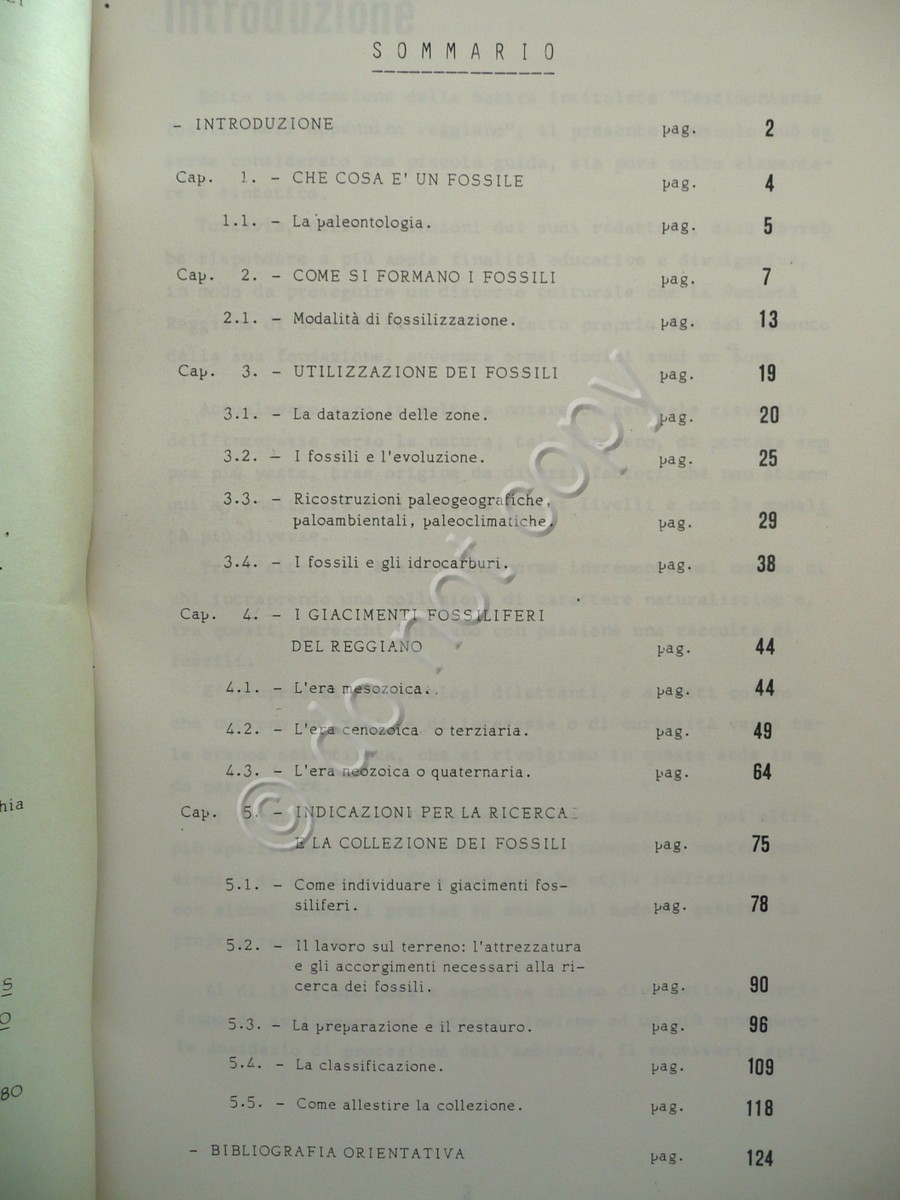 SOMMARIO
- INTRODUZIONE pag. 2
Cap. 1. - CHE COSA E' UN FOSSILE pag. 4
1.1. - La paleontologia. pag. 5
Cap. 2. - COME SI FORMANO I FOSSILI pag. 7
2.1. - Modalità di fossilizzazione. pag. 13
Cap. 3. - UTILIZZAZIONE DEI FOSSILI pag. 19
3.1. - La datazione delle zone. pag. 20
3.2. - I fossili e l'evoluzione. pag. 25
3.3. - Ricostruzioni paleogeografiche,
paloambientali, paleoclimatiche. pag. 29
3.4. - I fossili e gli idrocarburi. pag. 38
Cap. 4. - I GIACIMENTI FOSSILIFERI
DEL REGGIANO pag. 44
4.1. - L'era mesozoica. pag. 44
4.2. - L'era cenozoica o terziaria. pag. 49
4.3. - L'era neozoica o quaternaria. pag. 64
Cap. 5. - INDICAZIONI PER LA RICERCA
E LA COLLEZIONE DEI FOSSILI pag. 75
5.1. - Come individuare i giacimenti fos-
siliferi. pag. 78
5.2. - Il lavoro sul terreno: l'attrezzatura
e gli accorgimenti necessari alla ri-
cerca dei fossili. pag. 90
5.3. - La preparazione e il restauro. pag. 96
5.4. - La classificazione. pag. 109
5.5. - Come allestire la collezione. pag. 118
- BIBLIOGRAFIA ORIENTATIVA pag. 124
© do not copy
hia
80